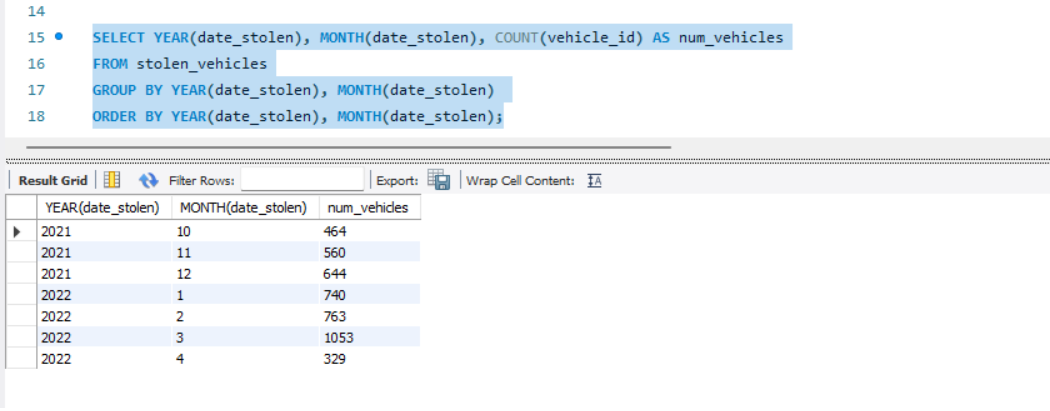 14
15 SELECT YEAR(date_stolen), MONTH(date_stolen), COUNT(vehicle_id) AS num_vehicles
16 FROM stolen_vehicles
17 GROUP BY YEAR(date_stolen), MONTH(date_stolen)
18 ORDER BY YEAR(date_stolen), MONTH(date_stolen);
Result Grid Filter Rows: Export: Wrap Cell Content: IA
YEAR(date_stolen) MONTH(date_stolen) num_vehicles
2021 10 464
2021 11 560
2021 12 644
2022 1 740
2022 2 763
2022 3 1053
2022 4 329